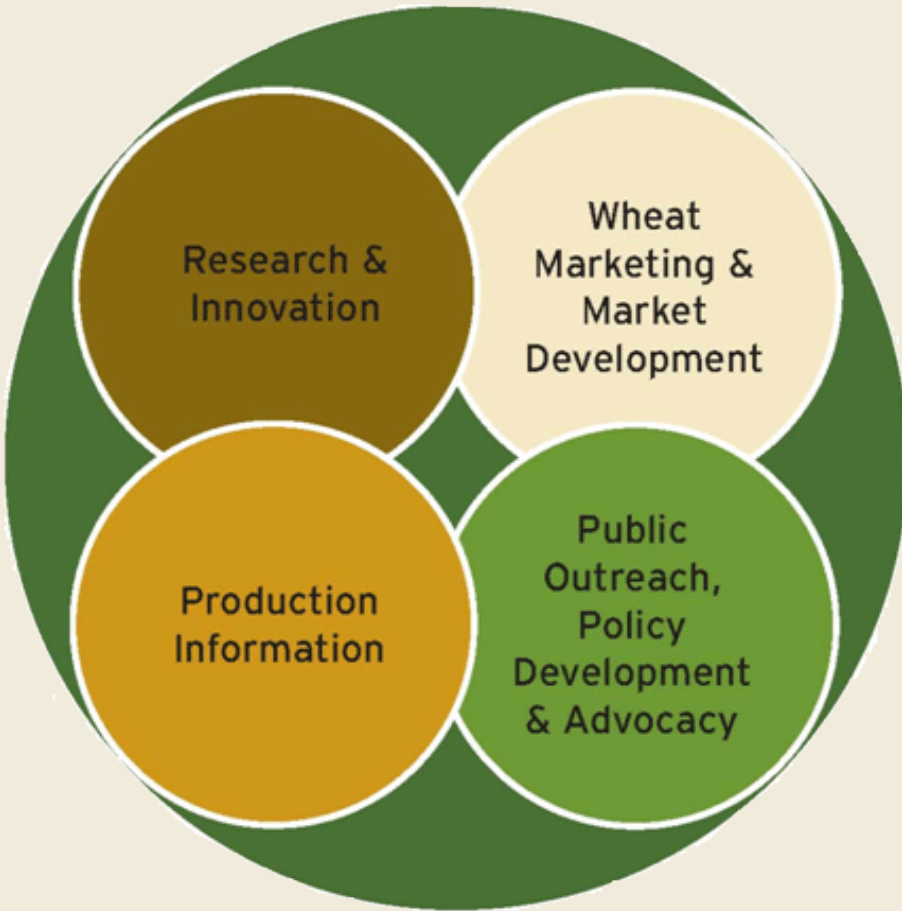 Research &
Innovation
Wheat
Marketing &
Market
Development
Production
Information
Public
Outreach,
Policy
Development
& Advocacy